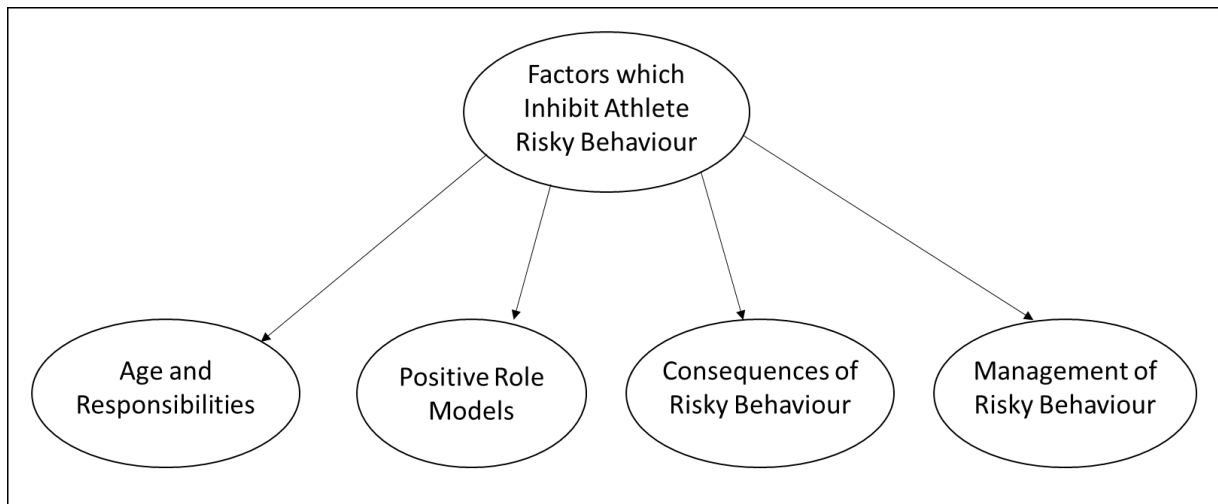 Factors which
Inhibit Athlete
Risky Behaviour
Age and
Responsibilities
Positive Role
Models
Consequences of
Risky Behaviour
Management of
Risky Behaviour